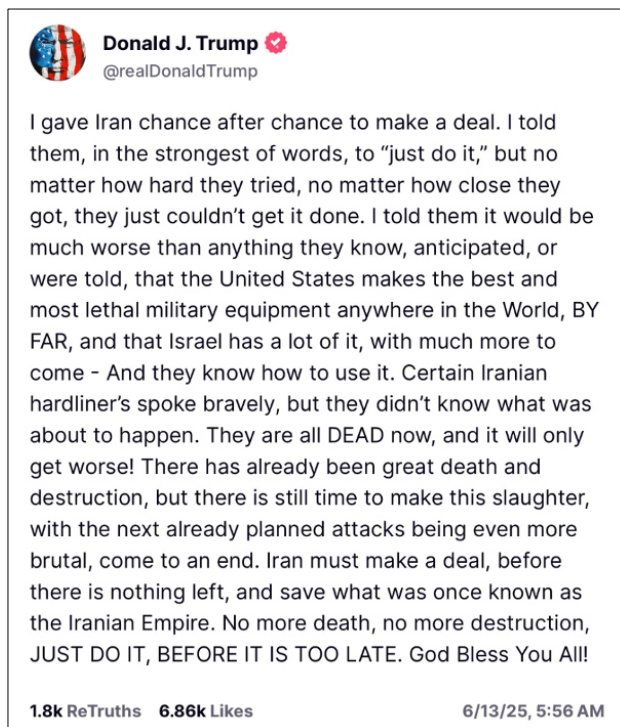 Donald J. Trump
@realDonaldTrump
I gave Iran chance after chance to make a deal. I told
them, in the strongest of words, to “just do it,” but no
matter how hard they tried, no matter how close they
got, they just couldn’t get it done. I told them it would be
much worse than anything they know, anticipated, or
were told, that the United States makes the best and
most lethal military equipment anywhere in the World, BY
FAR, and that Israel has a lot of it, with much more to
come - And they know how to use it. Certain Iranian
hardliner’s spoke bravely, but they didn’t know what was
about to happen. They are all DEAD now, and it will only
get worse! There has already been great death and
destruction, but there is still time to make this slaughter,
with the next already planned attacks being even more
brutal, come to an end. Iran must make a deal, before
there is nothing left, and save what was once known as
the Iranian Empire. No more death, no more destruction,
JUST DO IT, BEFORE IT IS TOO LATE. God Bless You All!
1.8k ReTruths 6.86k Likes 6/13/25, 5:56 AM